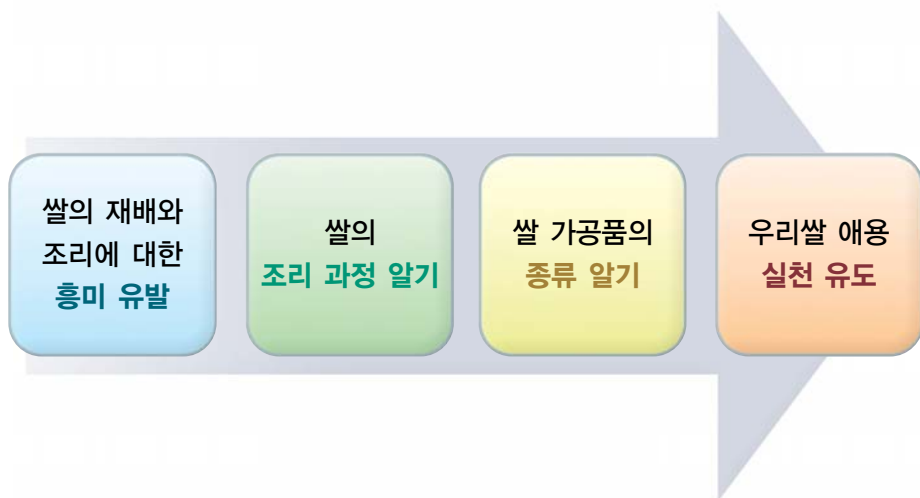 쌀의 재배와
조리에 대한
흥미 유발
쌀의
조리 과정 알기
쌀 가공품의
종류 알기
우리쌀 애용
실천 유도